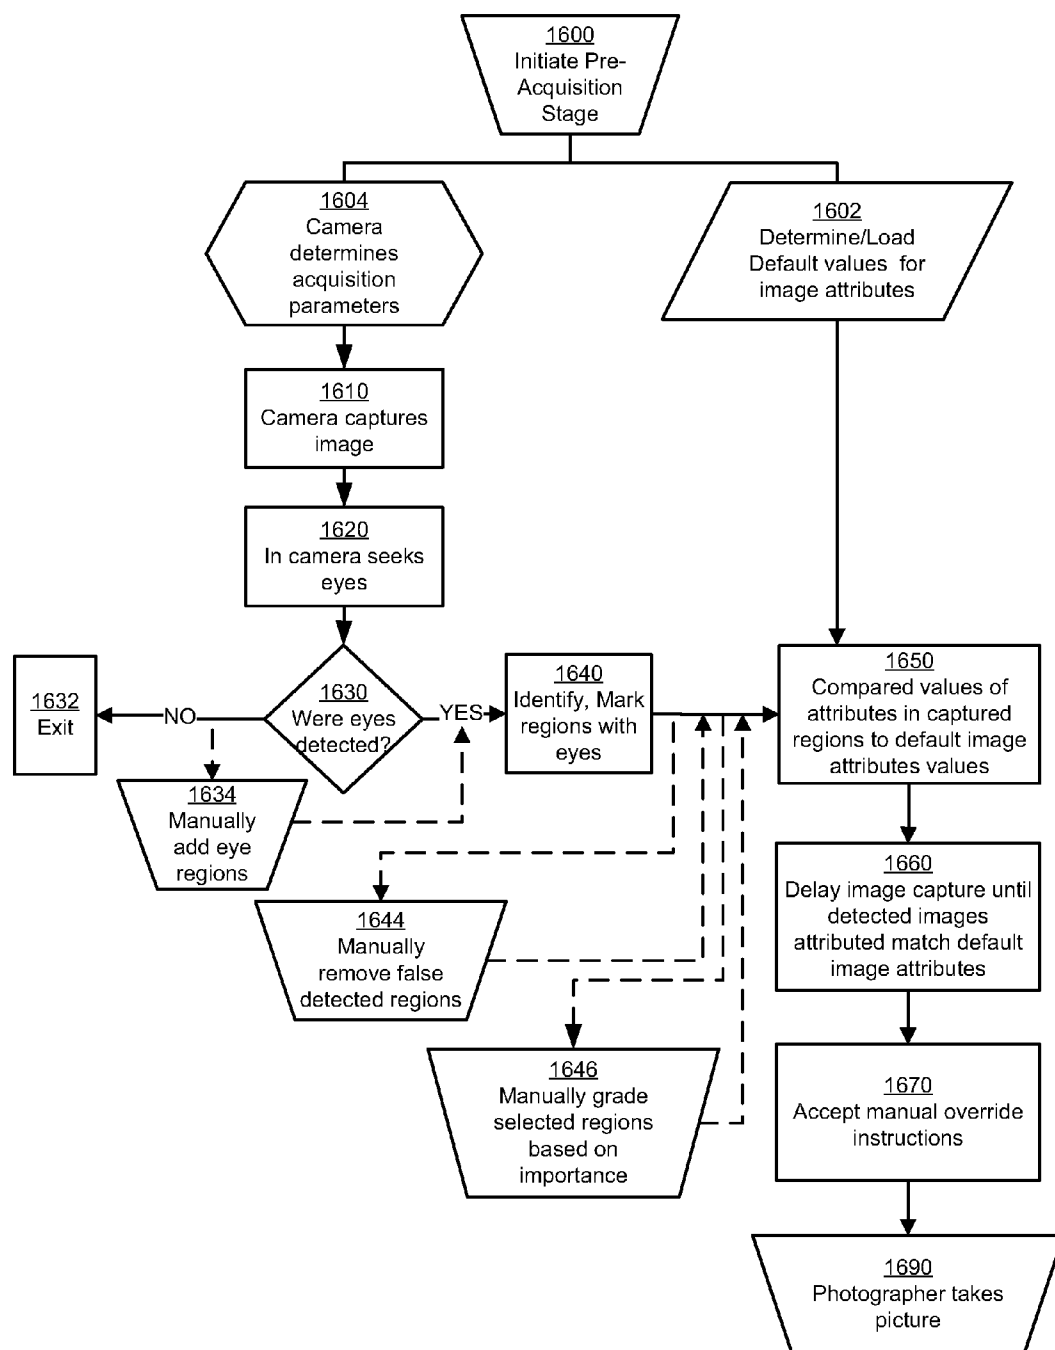 1600
Initiate Pre-
Acquisition
Stage
1604
Camera
determines
acquisition
parameters
1602
Determine/Load
Default values for
image attributes
1610
Camera captures
image
1620
In camera seeks
eyes
1632
Exit
NO
1630
Were eyes
detected?
YES
1640
Identify, Mark
regions with
eyes
1650
Compared values of
attributes in captured
regions to default image
attributes values
1634
Manually
add eye
regions
1644
Manually
remove false
detected regions
1660
Delay image capture until
detected images
attributed match default
image attributes
1646
Manually grade
selected regions
based on
importance
1670
Accept manual override
instructions
1690
Photographer takes
picture